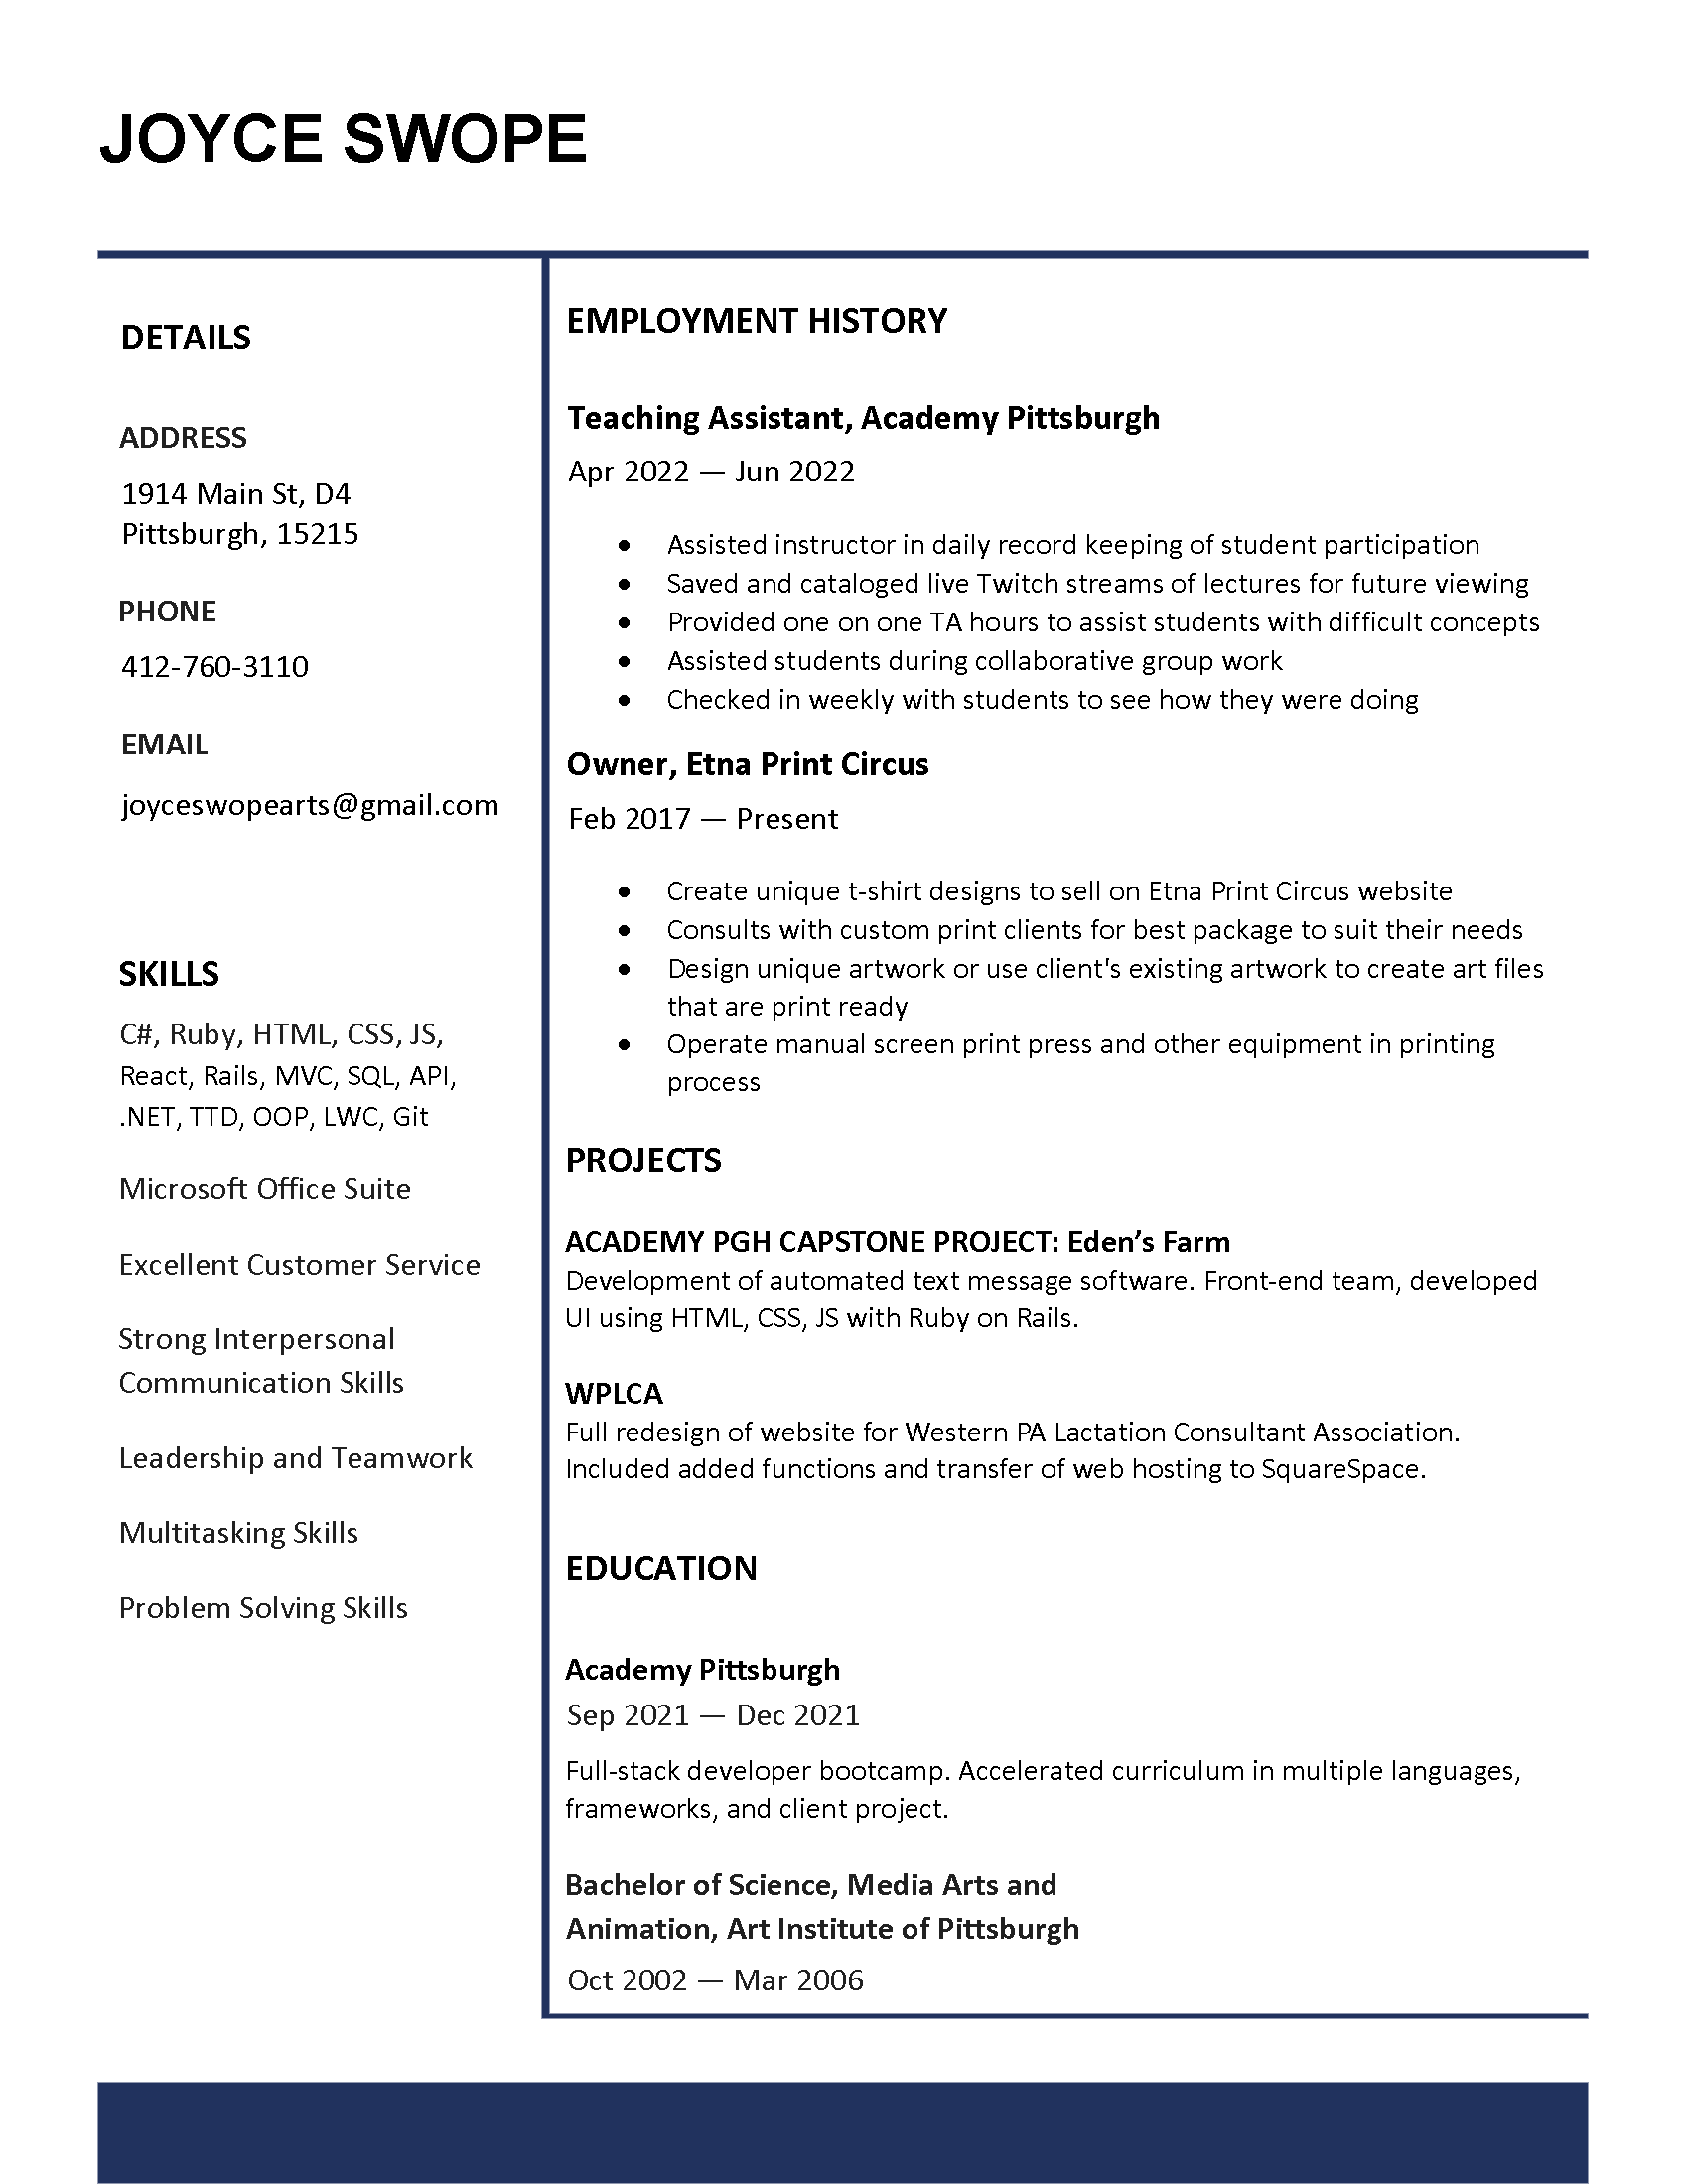 JOYCE SWOPE
DETAILS
ADDRESS
1914 Main St, D4
Pittsburgh, 15215
PHONE
412-760-3110
EMAIL
joyceswopearts@gmail.com
SKILLS
C#, Ruby, HTML, CSS, JS,
React, Rails, MVC, SQL, API,
.NET, TTD, OOP, LWC, Git
Microsoft Office Suite
Excellent Customer Service
Strong Interpersonal
Communication Skills
Leadership and Teamwork
Multitasking Skills
Problem Solving Skills
EMPLOYMENT HISTORY
Teaching Assistant, Academy Pittsburgh
Apr 2022 — Jun 2022
• Assisted instructor in daily record keeping of student participation
• Saved and cataloged live Twitch streams of lectures for future viewing
• Provided one on one TA hours to assist students with difficult concepts
• Assisted students during collaborative group work
• Checked in weekly with students to see how they were doing
Owner, Etna Print Circus
Feb 2017 — Present
• Create unique t-shirt designs to sell on Etna Print Circus website
• Consults with custom print clients for best package to suit their needs
• Design unique artwork or use client's existing artwork to create art files
that are print ready
• Operate manual screen print press and other equipment in printing
process
PROJECTS
ACADEMY PGH CAPSTONE PROJECT: Eden’s Farm
Development of automated text message software. Front-end team, developed
UI using HTML, CSS, JS with Ruby on Rails.
WPLCA
Full redesign of website for Western PA Lactation Consultant Association.
Included added functions and transfer of web hosting to SquareSpace.
EDUCATION
Academy Pittsburgh
Sep 2021 — Dec 2021
Full-stack developer bootcamp. Accelerated curriculum in multiple languages,
frameworks, and client project.
Bachelor of Science, Media Arts and
Animation, Art Institute of Pittsburgh
Oct 2002 — Mar 2006